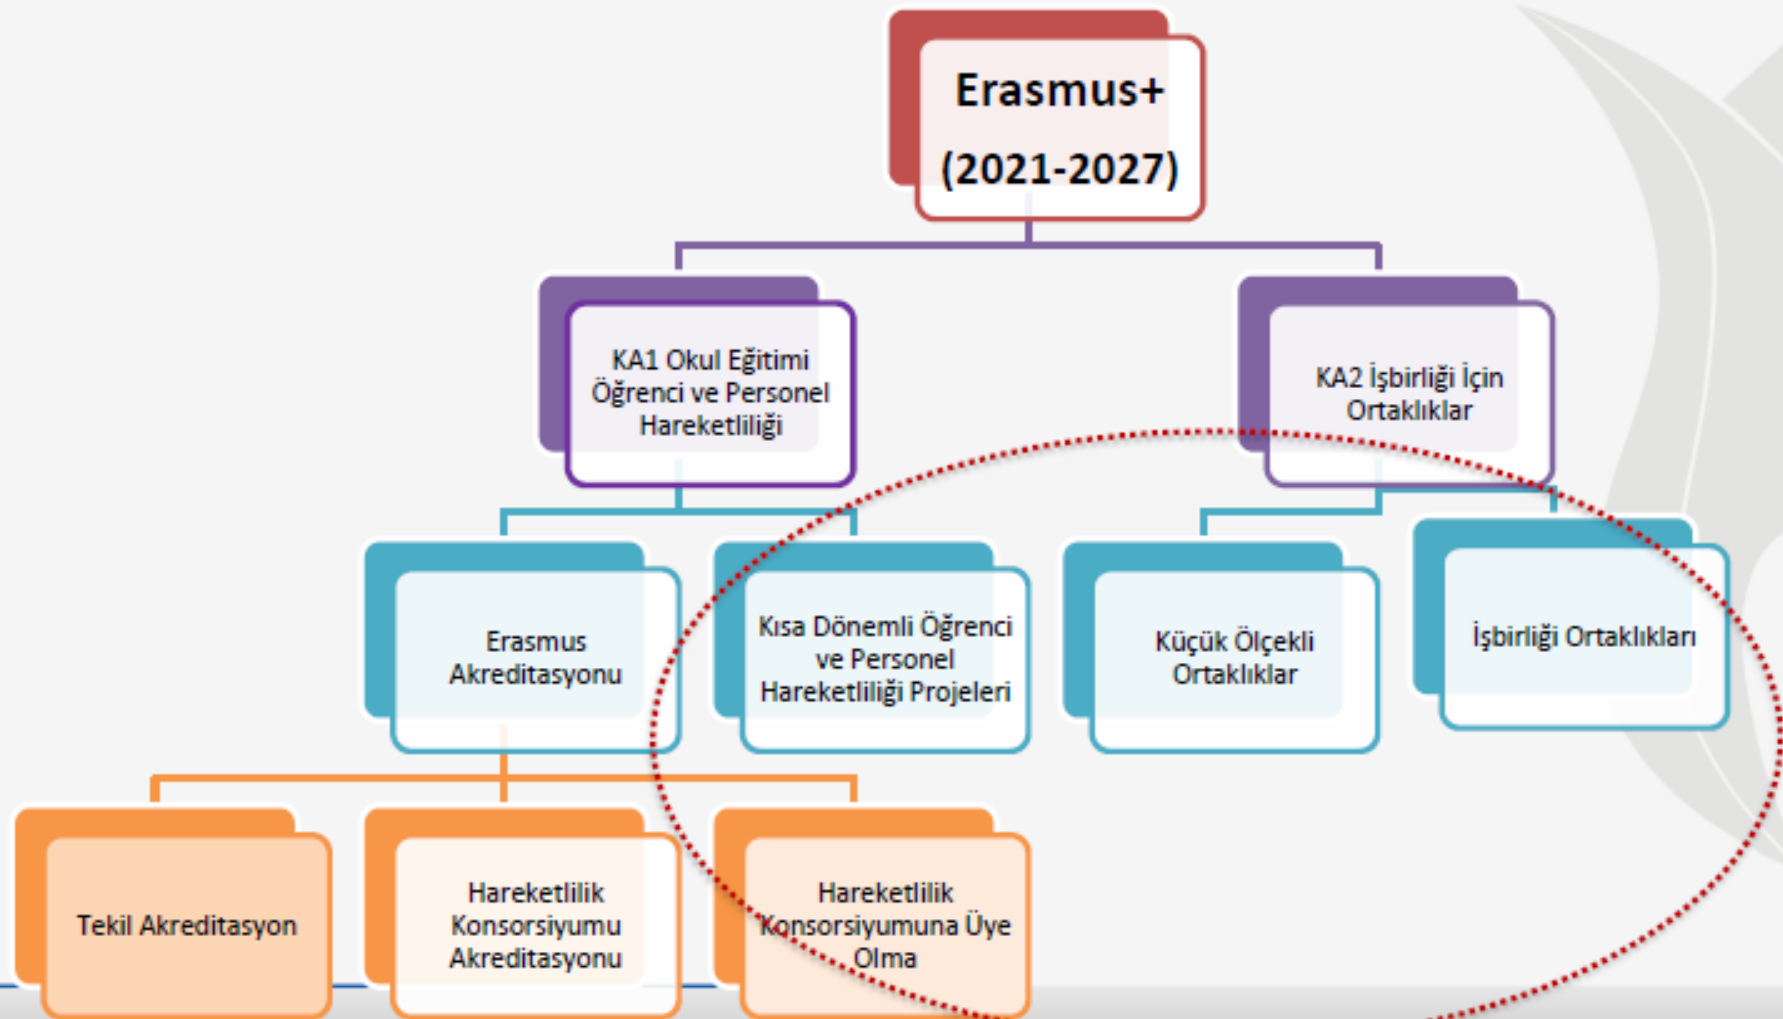 Erasmus+
(2021-2027)
KA1 Okul Eğitimi
Öğrenci ve Personel
Hareketliliği
KA2 İşbirliği İçin
Ortaklıklar
Erasmus
Akreditasyonu
Kısa Dönemli Öğrenci
ve Personel
Hareketliliği Projeleri
Küçük Ölçekli
Ortaklıklar
İşbirliği Ortaklıkları
Tekil Akreditasyon
Hareketlilik
Konsorsiyumu
Akreditasyonu
Hareketlilik
Konsorsiyumuna Üye
Olma